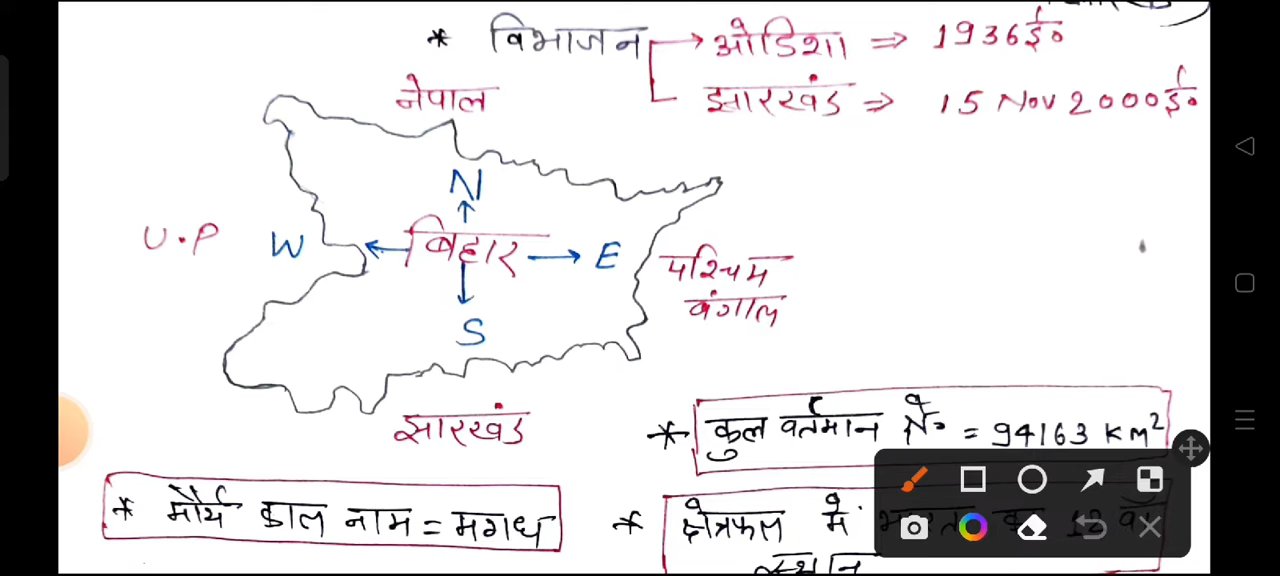 * विभाजन → ओडिशा ⇒ 1936ई०
झारखंड ⇒ 15 Nov 2000ई०
नेपाल
N
U.P W बिहार E
पश्चिम
बंगाल
S
झारखंड
* कुल वर्तमान क्षे० = 94163 KM²
* मौर्य काल नाम = मगध
* क्षेत्रफल में
स्थान